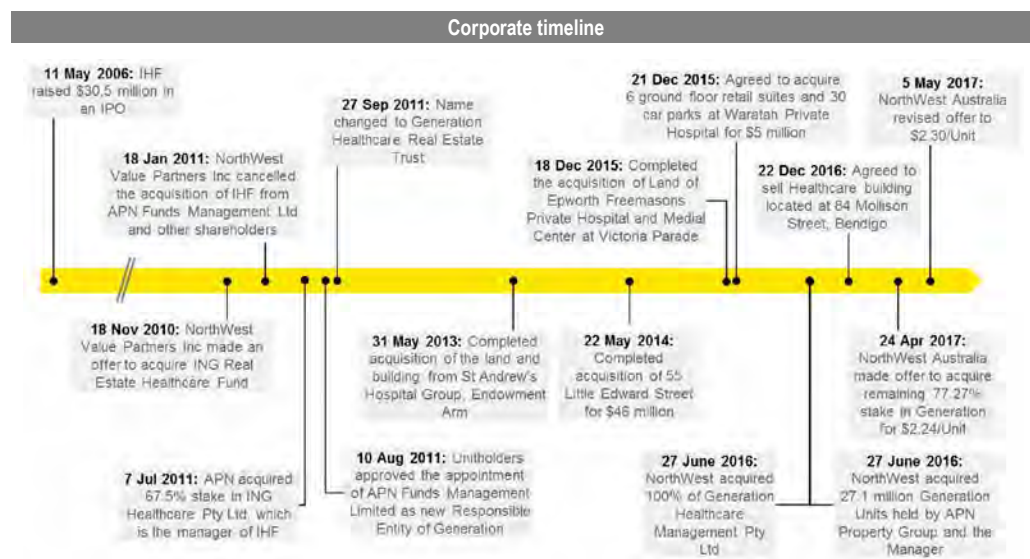 Corporate timeline
11 May 2006: IHF
raised $30.5 million in
an IPO
18 Jan 2011: NorthWest
Value Partners Inc cancelled
the acquisition of IHF from
APN Funds Management Ltd
and other shareholders
27 Sep 2011: Name
changed to Generation
Healthcare Real Estate
Trust
18 Dec 2015: Completed
the acquisition of Land of
Epworth Freemasons
Private Hospital and Medial
Center at Victoria Parade
21 Dec 2015: Agreed to acquire
6 ground floor retail suites and 30
car parks at Waratah Private
Hospital for $5 million
22 Dec 2016: Agreed to
sell Healthcare building
located at 84 Mollison
Street, Bendigo
5 May 2017:
NorthWest Australia
revised offer to
$2.30/Unit
18 Nov 2010: NorthWest
Value Partners Inc made an
offer to acquire ING Real
Estate Healthcare Fund
7 Jul 2011: APN acquired
67.5% stake in ING
Healthcare Pty Ltd, which
is the manager of IHF
10 Aug 2011: Unitholders
approved the appointment
of APN Funds Management
Limited as new Responsible
Entity of Generation
31 May 2013: Completed
acquisition of the land and
building from St Andrew's
Hospital Group, Endowment
Arm
22 May 2014:
Completed
acquisition of 55
Little Edward Street
for $46 million
27 June 2016:
NorthWest acquired
100% of Generation
Healthcare
Management Pty
Ltd
27 June 2016:
NorthWest acquired
27.1 million Generation
Units held by APN
Property Group and the
Manager
24 Apr 2017:
NorthWest Australia
made offer to acquire
remaining 77.27%
stake in Generation
for $2.24/Unit